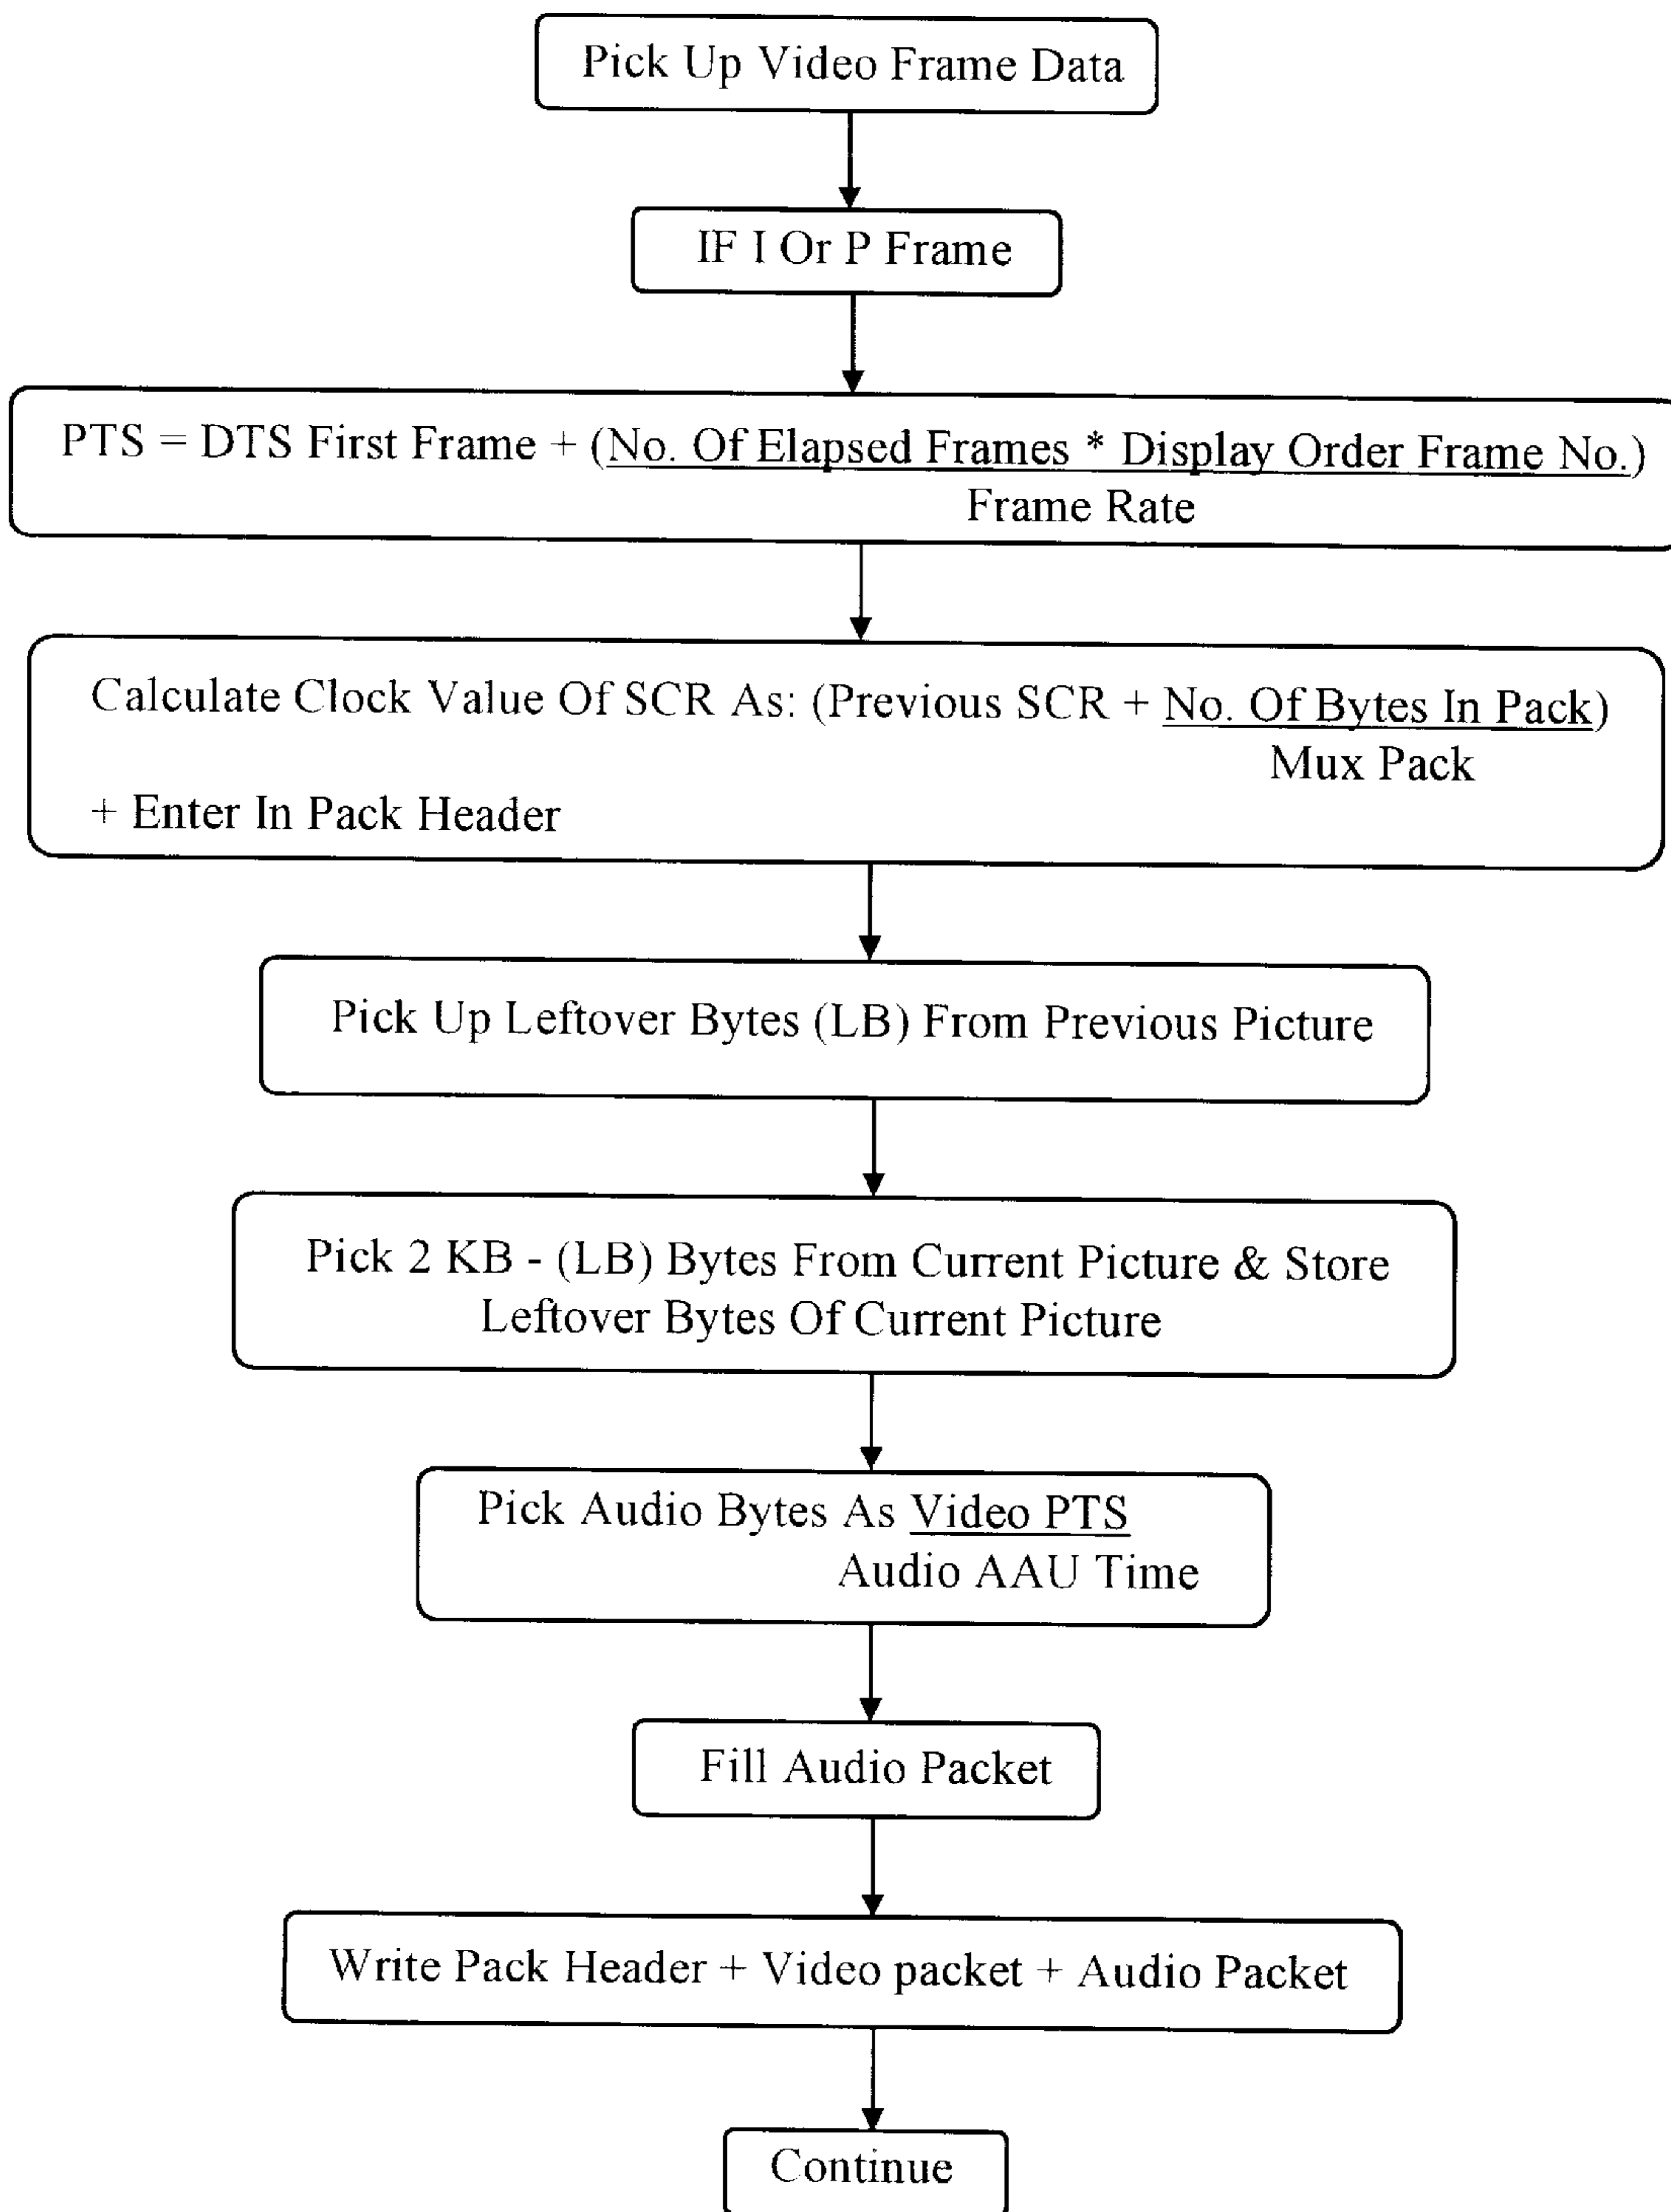 Pick Up Video Frame Data
IF I Or P Frame
PTS = DTS First Frame + (No. Of Elapsed Frames * Display Order Frame No.)
Frame Rate
Calculate Clock Value Of SCR As: (Previous SCR + No. Of Bytes In Pack)
Mux Pack
+ Enter In Pack Header
Pick Up Leftover Bytes (LB) From Previous Picture
Pick 2 KB - (LB) Bytes From Current Picture & Store
Leftover Bytes Of Current Picture
Pick Audio Bytes As Video PTS
Audio AAU Time
Fill Audio Packet
Write Pack Header + Video packet + Audio Packet
Continue